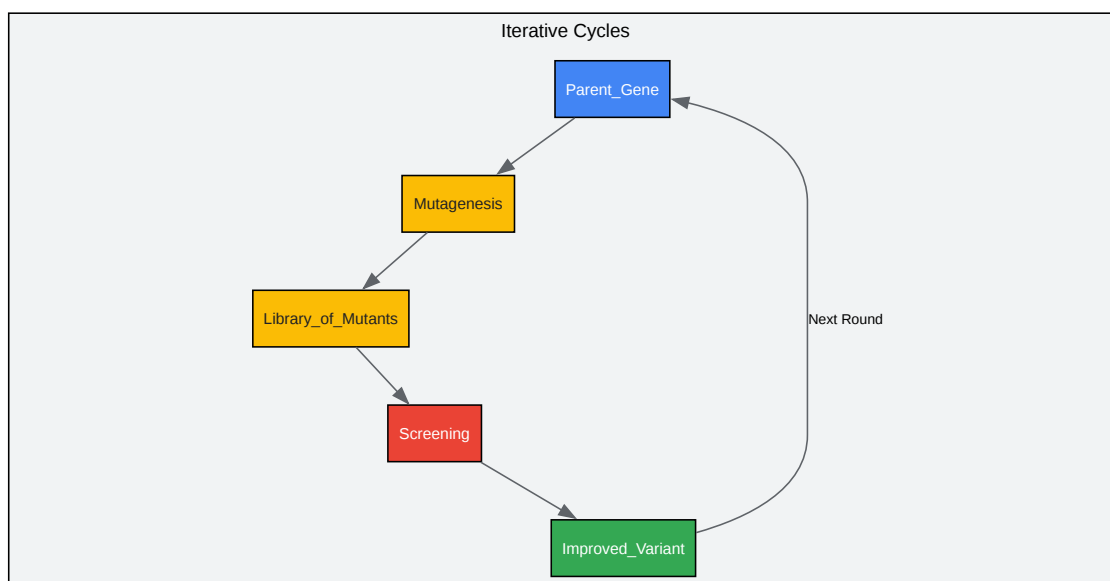 Iterative Cycles
Parent_Gene
Mutagenesis
Library_of_Mutants
Next Round
Screening
Improved_Variant